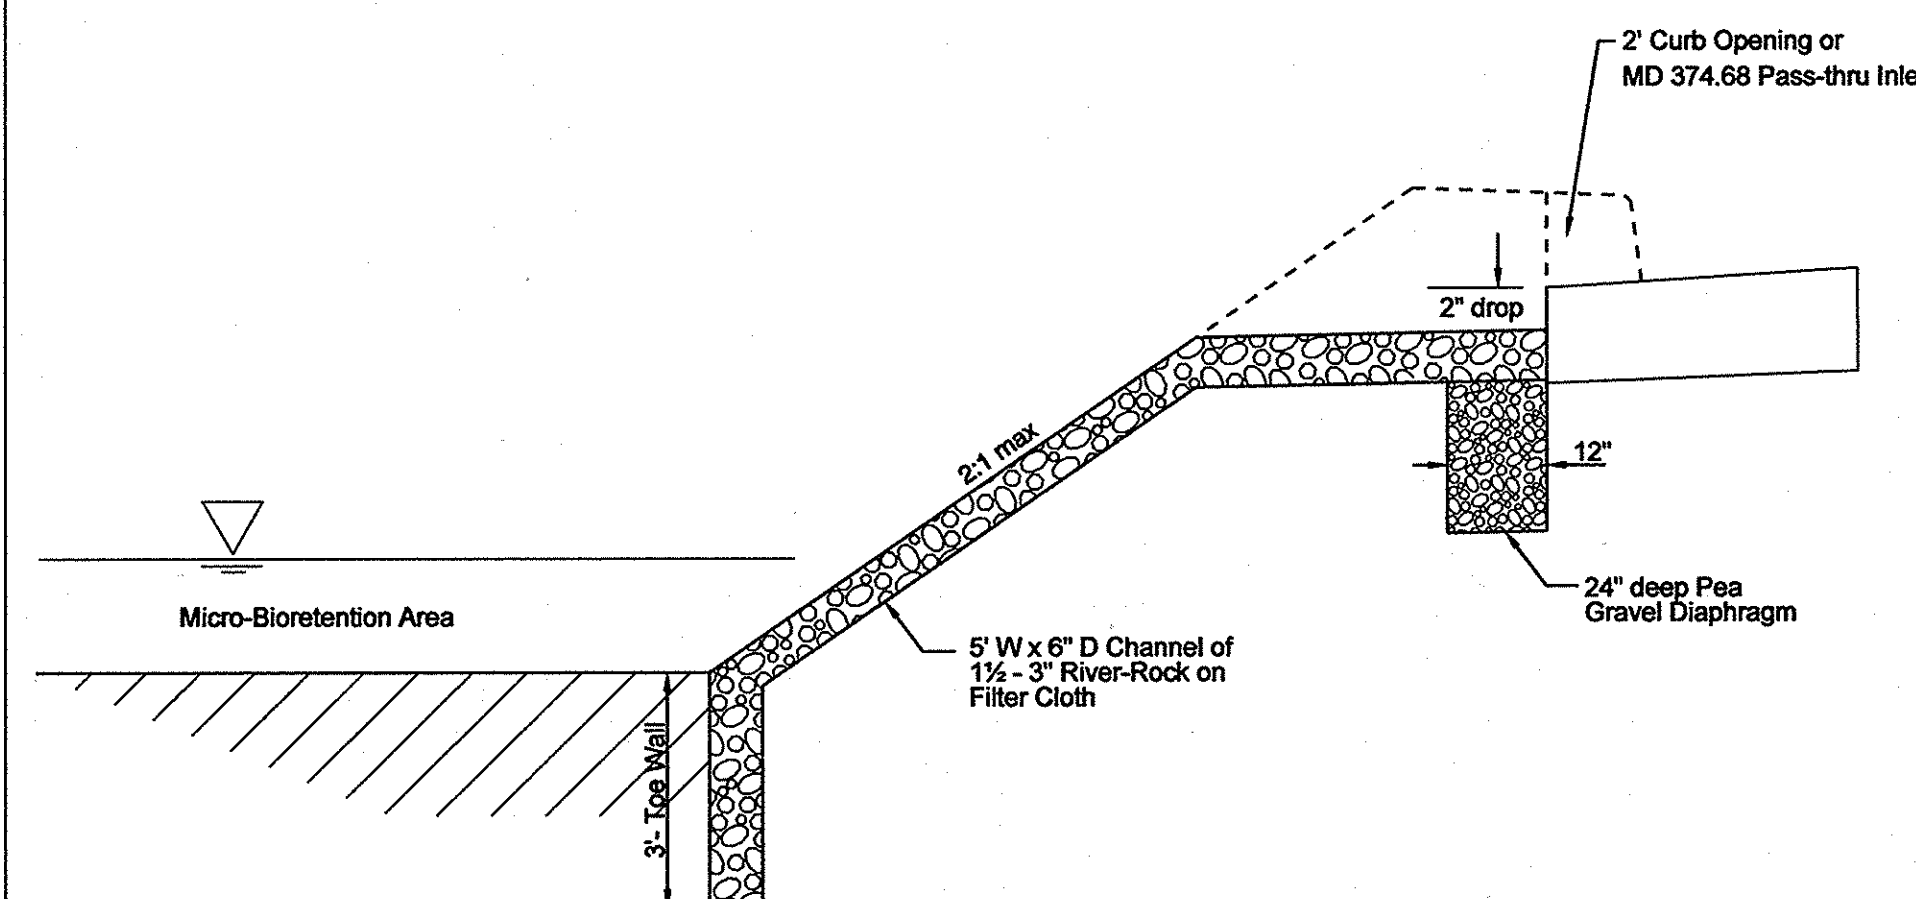 2' Curb Opening or
MD 374.68 Pass-thru Inle
2" drop
2:1 max
12"
24" deep Pea
Gravel Diaphragm
Micro-Bioretention Area
5' W x 6" D Channel of
1½ - 3" River-Rock on
Filter Cloth
3'- Toe Wall